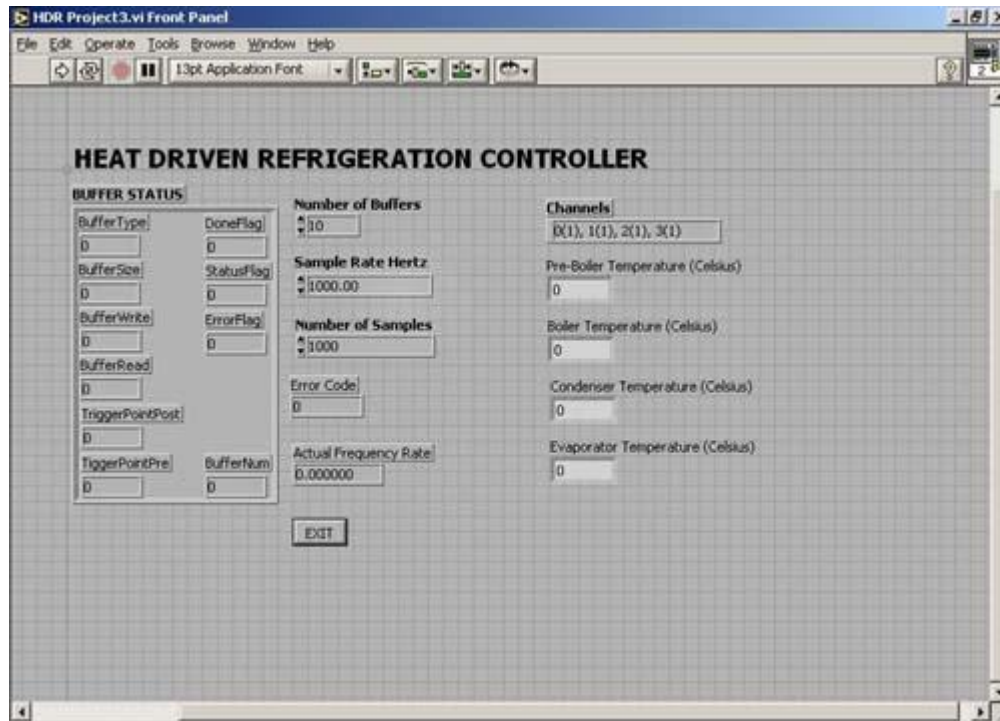 HDR Project3.vi Front Panel
File Edit Operate Tools Browse Window Help
13pt Application Font
2
HEAT DRIVEN REFRIGERATION CONTROLLER
BUFFER STATUS
BufferType
0
DoneFlag
0
BufferSize
0
StatusFlag
0
BufferWrite
0
ErrorFlag
0
BufferRead
0
TriggerPointPost
0
TiggerPointPre
0
BufferNum
0
Number of Buffers
10
Sample Rate Hertz
1000.00
Number of Samples
1000
Error Code
0
Actual Frequency Rate
0.000000
EXIT
Channels
0(1), 1(1), 2(1), 3(1)
Pre-Boiler Temperature (Celsius)
0
Boiler Temperature (Celsius)
0
Condenser Temperature (Celsius)
0
Evaporator Temperature (Celsius)
0